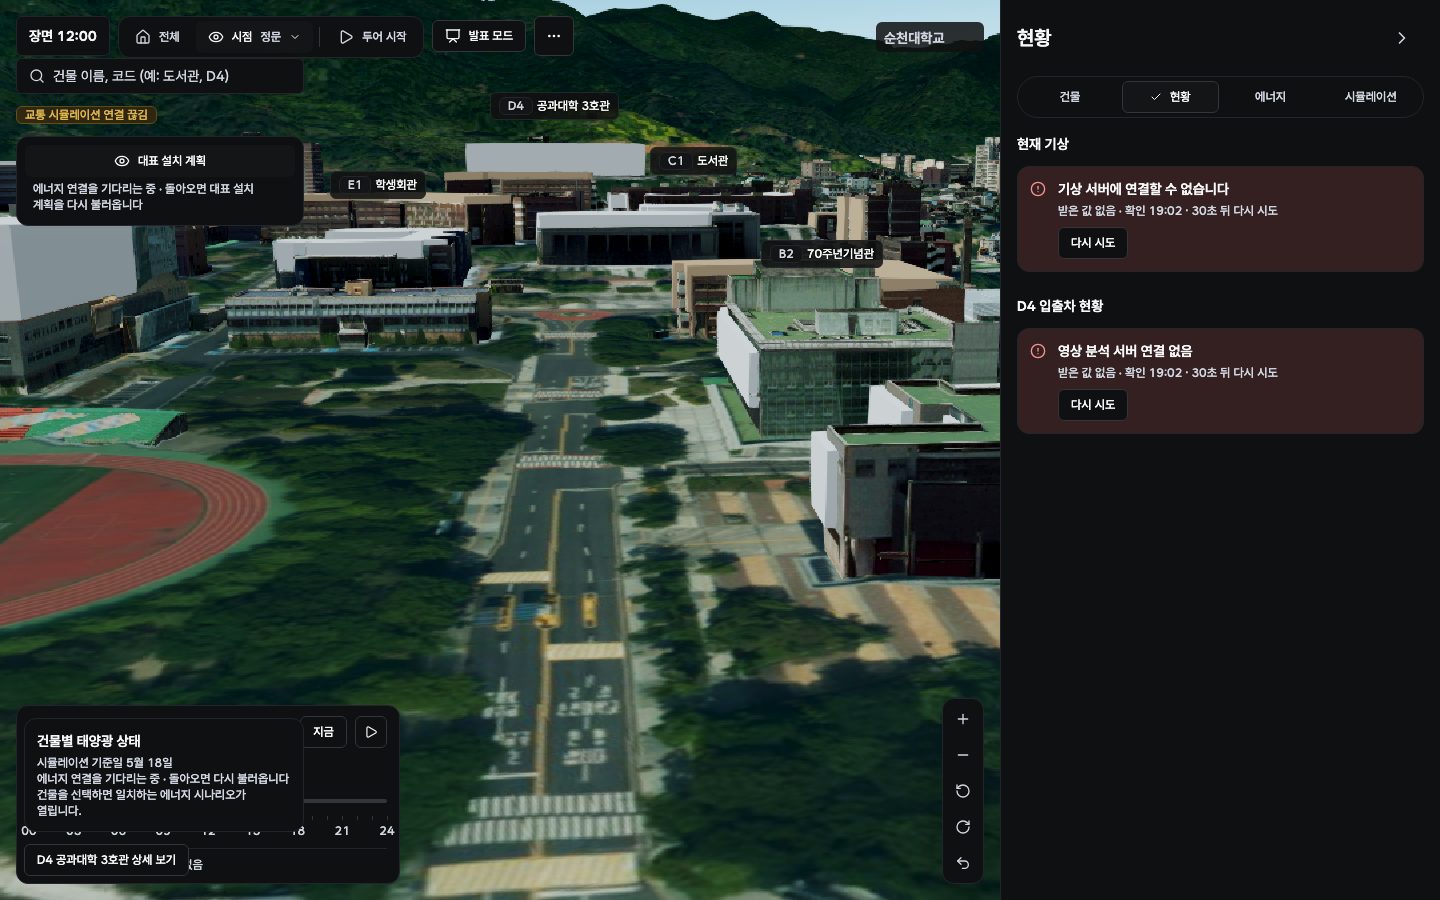 장면 12:00
전체
시점 정문
투어 시작
발표 모드
건물 이름, 코드 (예: 도서관, D4)
교통 시뮬레이션 연결 끊김
대표 설치 계획
에너지 연결을 기다리는 중 · 돌아오면 대표 설치
계획을 다시 불러옵니다
순천대학교
D4 공과대학 3호관
C1 도서관
E1 학생회관
B2 70주년기념관
건물별 태양광 상태
시뮬레이션 기준일 5월 18일
에너지 연결을 기다리는 중 · 돌아오면 다시 불러옵니다
건물을 선택하면 일치하는 에너지 시나리오가
열립니다.
지금
21 24
D4 공과대학 3호관 상세 보기
현황
건물
현황
에너지
시뮬레이션
현재 기상
기상 서버에 연결할 수 없습니다
받은 값 없음 · 확인 19:02 · 30초 뒤 다시 시도
다시 시도
D4 입출차 현황
영상 분석 서버 연결 없음
받은 값 없음 · 확인 19:02 · 30초 뒤 다시 시도
다시 시도